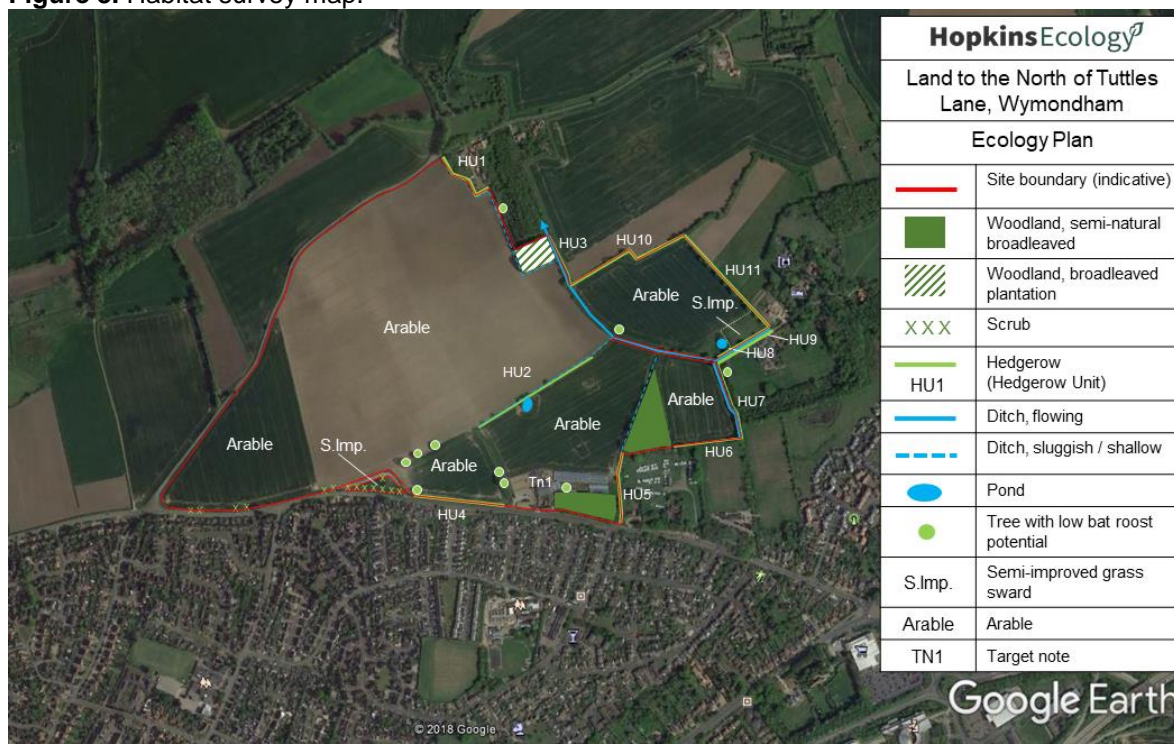 Figure 3. Habitat survey map.
HopkinsEcology
Land to the North of Tuttles
Lane, Wymondham
Ecology Plan
Site boundary (indicative)
Woodland, semi-natural
broadleaved
Woodland, broadleaved
plantation
X X X
Scrub
HU1
Hedgerow
(Hedgerow Unit)
Ditch, flowing
Ditch, sluggish / shallow
Pond
Tree with low bat roost
potential
S.Imp.
Semi-improved grass
sward
Arable
Arable
TN1
Target note
HU1
HU3
HU10
HU11
Arable
S.Imp.
Arable
HU9
HU8
HU2
HU7
Arable
Arable
Arable
S.Imp.
Arable
HU6
Tn1
HU5
HU4
© 2018 Google
Google Earth